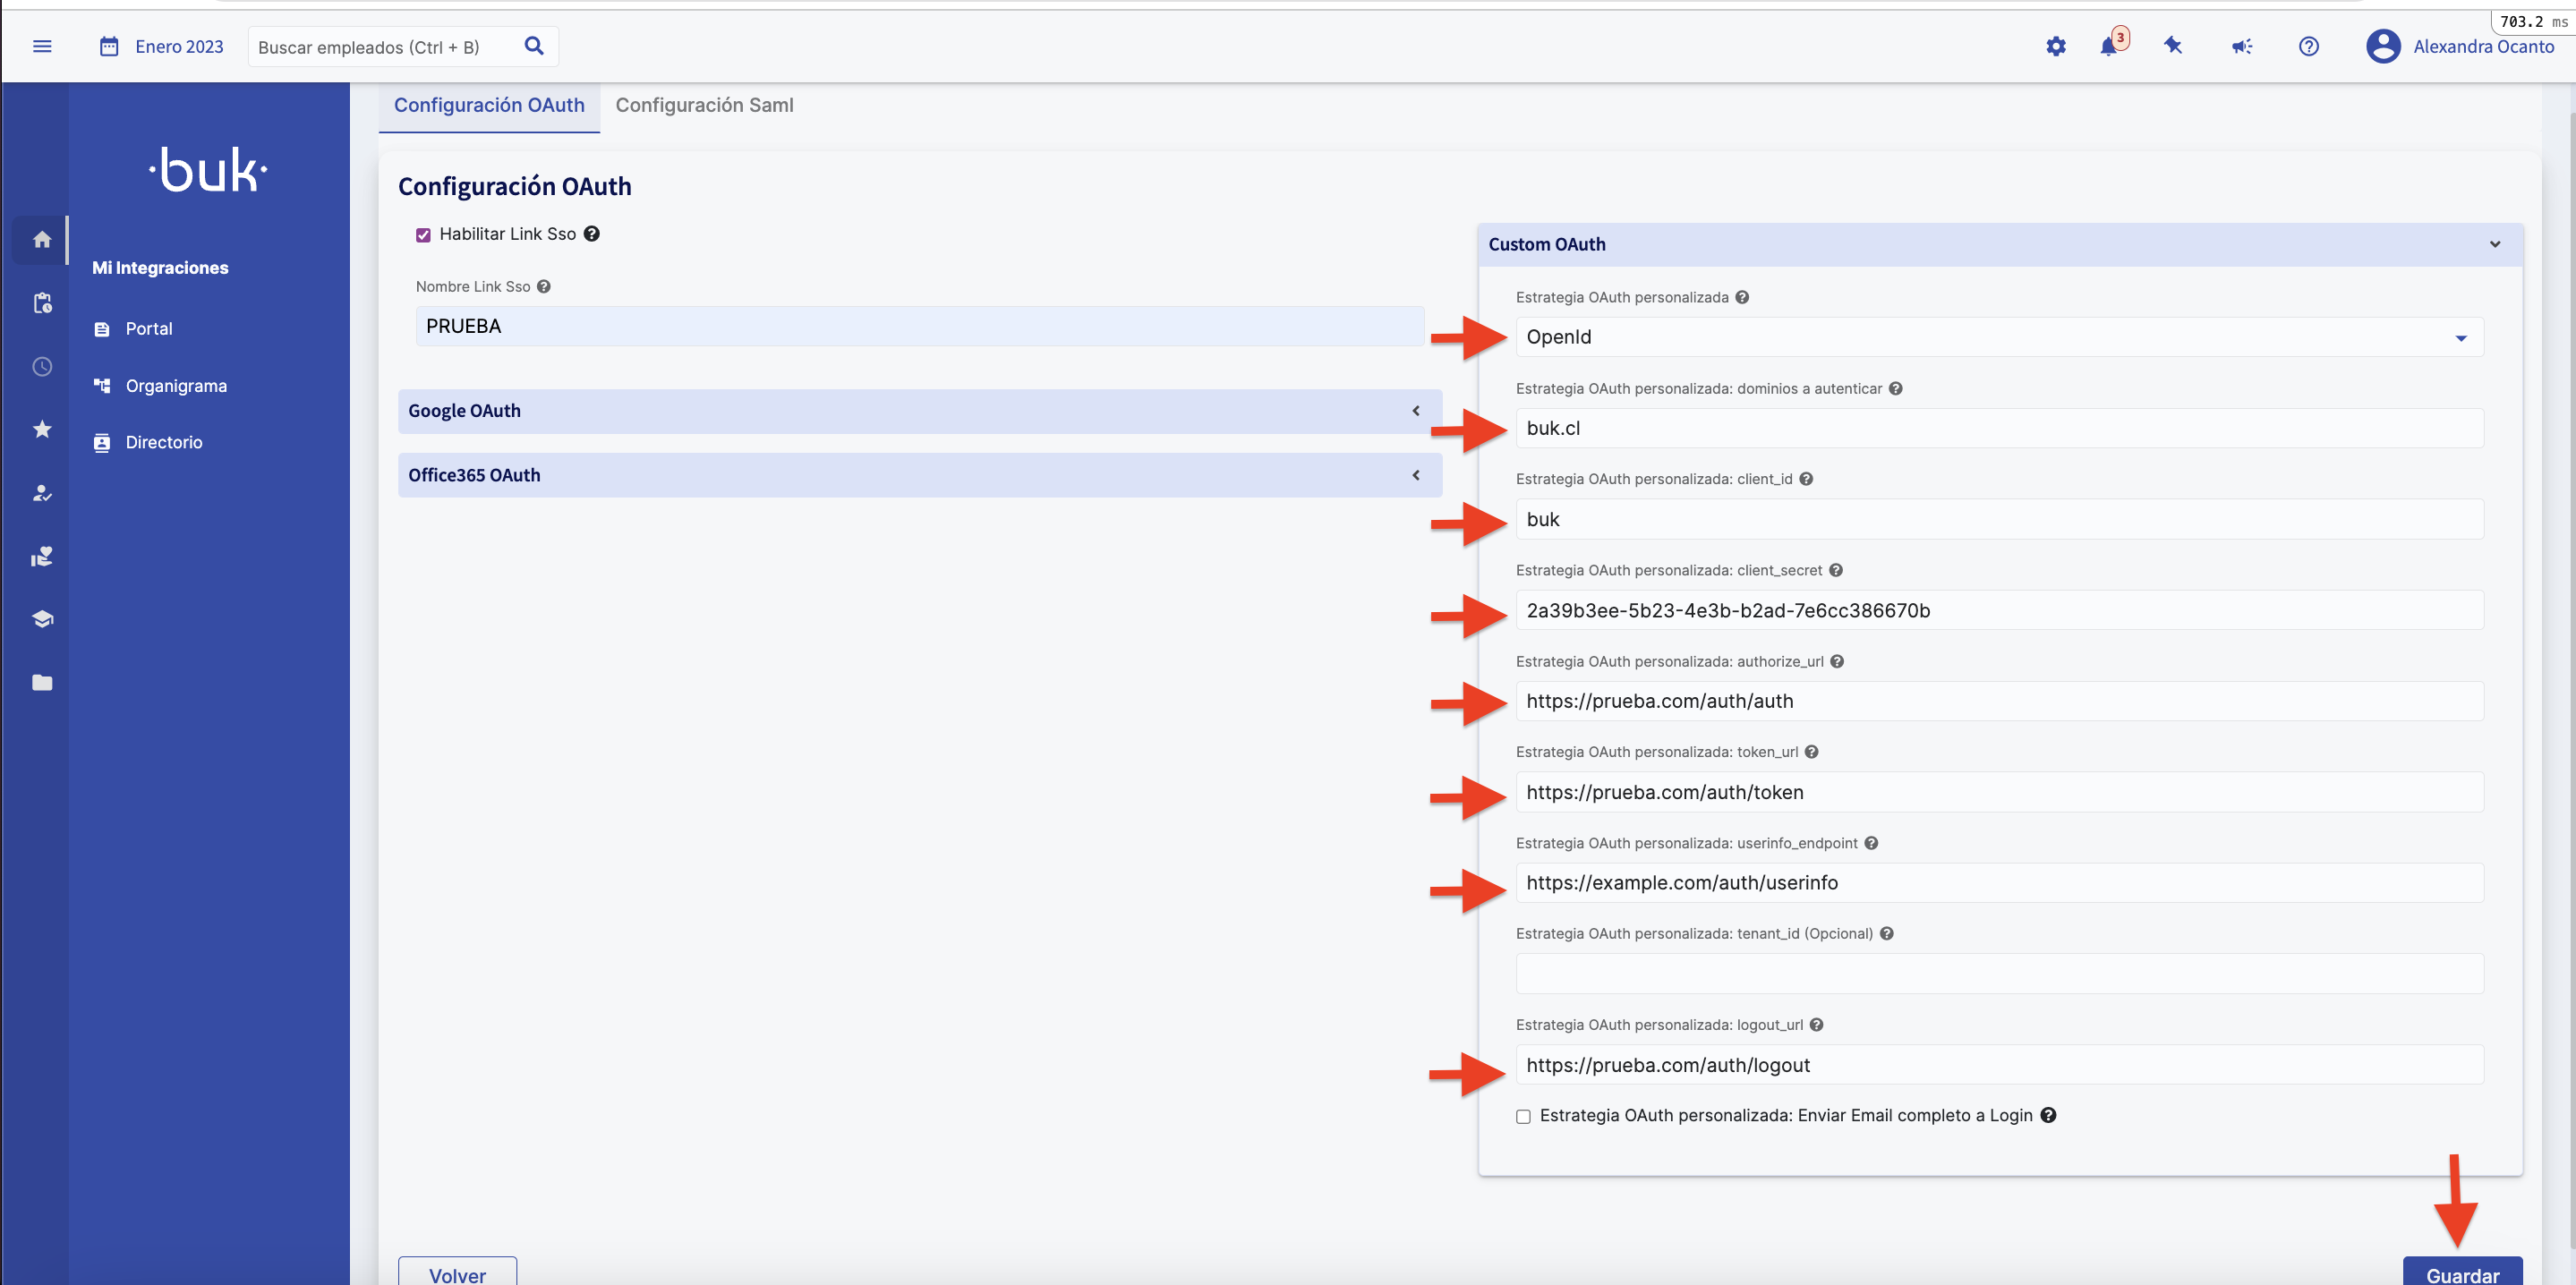 703.2 ms
Enero 2023
Buscar empleados (Ctrl + B)
3
Alexandra Ocanto
Configuración OAuth
Configuración Saml
·buk·
Mi Integraciones
Portal
Organigrama
Directorio
Configuración OAuth
Habilitar Link Sso
Nombre Link Sso
PRUEBA
Google OAuth
Office365 OAuth
Custom OAuth
Estrategia OAuth personalizada
OpenId
Estrategia OAuth personalizada: dominios a autenticar
buk.cl
Estrategia OAuth personalizada: client_id
buk
Estrategia OAuth personalizada: client_secret
2a39b3ee-5b23-4e3b-b2ad-7e6cc386670b
Estrategia OAuth personalizada: authorize_url
https://prueba.com/auth/auth
Estrategia OAuth personalizada: token_url
https://prueba.com/auth/token
Estrategia OAuth personalizada: userinfo_endpoint
https://example.com/auth/userinfo
Estrategia OAuth personalizada: tenant_id (Opcional)
Estrategia OAuth personalizada: logout_url
https://prueba.com/auth/logout
Estrategia OAuth personalizada: Enviar Email completo a Login
Volver
Guardar